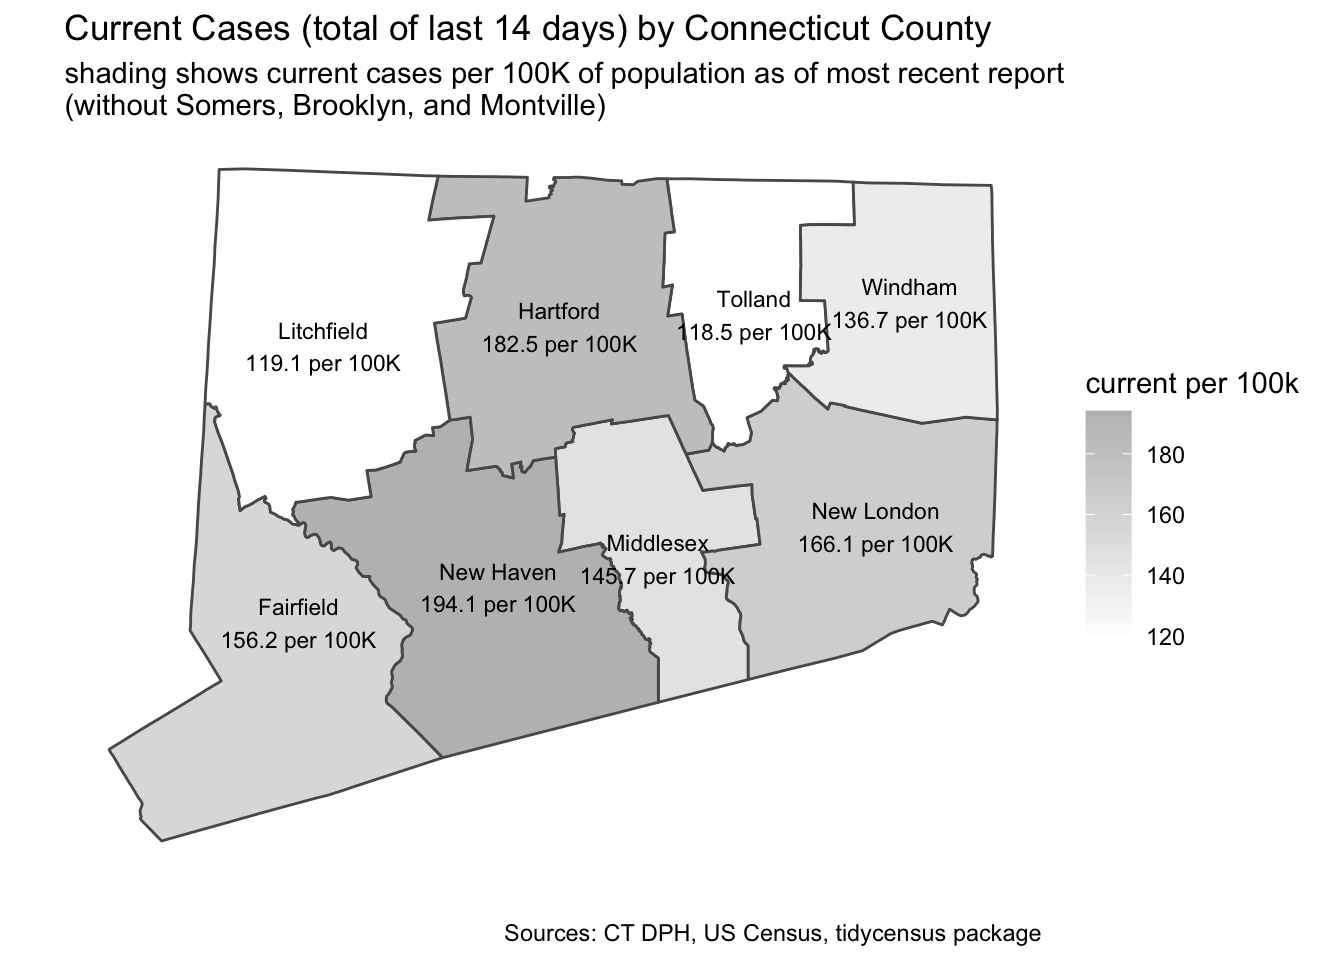 Current Cases (total of last 14 days) by Connecticut County
shading shows current cases per 100K of population as of most recent report
(without Somers, Brooklyn, and Montville)
Litchfield
119.1 per 100K
Hartford
182.5 per 100K
Tolland
118.5 per 100K
Windham
136.7 per 100K
New London
166.1 per 100K
Middlesex
145.7 per 100K
New Haven
194.1 per 100K
Fairfield
156.2 per 100K
current per 100k
180
160
140
120
Sources: CT DPH, US Census, tidycensus package